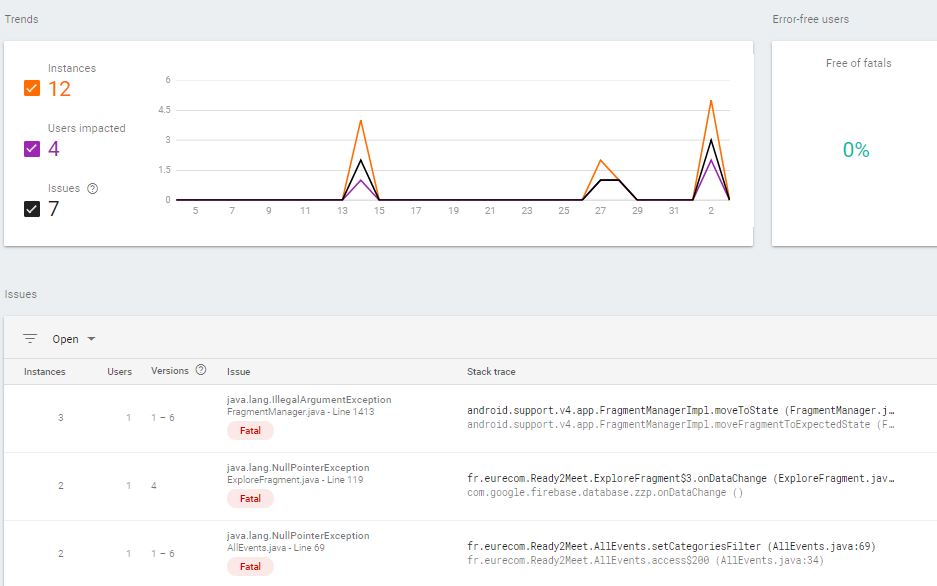 Trends
Error-free users
Instances
12
Users impacted
4
Issues ?
7
6
4.5
3
1.5
0
5 7 9 11 13 15 17 19 21 23 25 27 29 31 2
Free of fatals
0%
Issues
Open
Instances Users Versions ? Issue Stack trace
3 1 1 – 6
java.lang.IllegalArgumentException
FragmentManager.java - Line 1413
Fatal
android.support.v4.app.FragmentManagerImpl.moveToState (FragmentManager.j…
android.support.v4.app.FragmentManagerImpl.moveFragmentToExpectedState (F…
2 1 4
java.lang.NullPointerException
ExploreFragment.java - Line 119
Fatal
fr.eurecom.Ready2Meet.ExploreFragment$3.onDataChange (ExploreFragment.jav…
com.google.firebase.database.zzp.onDataChange ()
2 1 1 – 6
java.lang.NullPointerException
AllEvents.java - Line 69
Fatal
fr.eurecom.Ready2Meet.AllEvents.setCategoriesFilter (AllEvents.java:69)
fr.eurecom.Ready2Meet.AllEvents.access$200 (AllEvents.java:34)